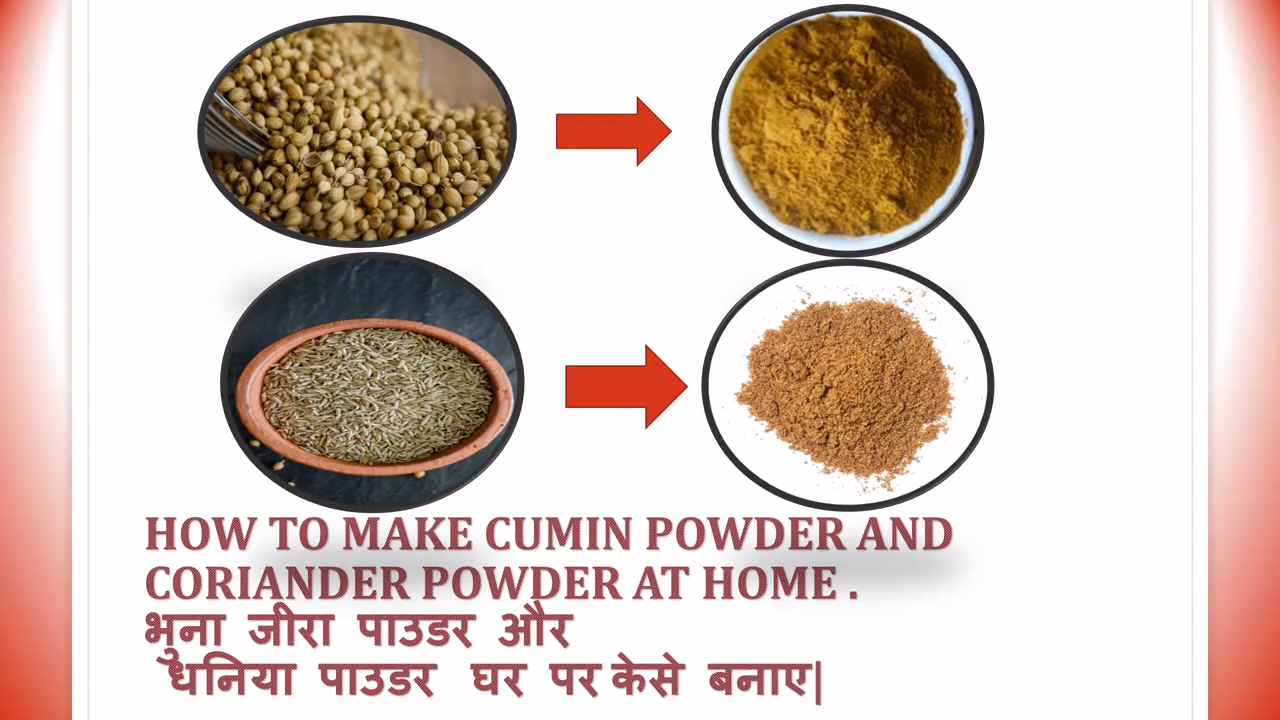 HOW TO MAKE CUMIN POWDER AND
CORIANDER POWDER AT HOME .
भुना जीरा पाउडर और
धनिया पाउडर घर पर केसे बनाए|